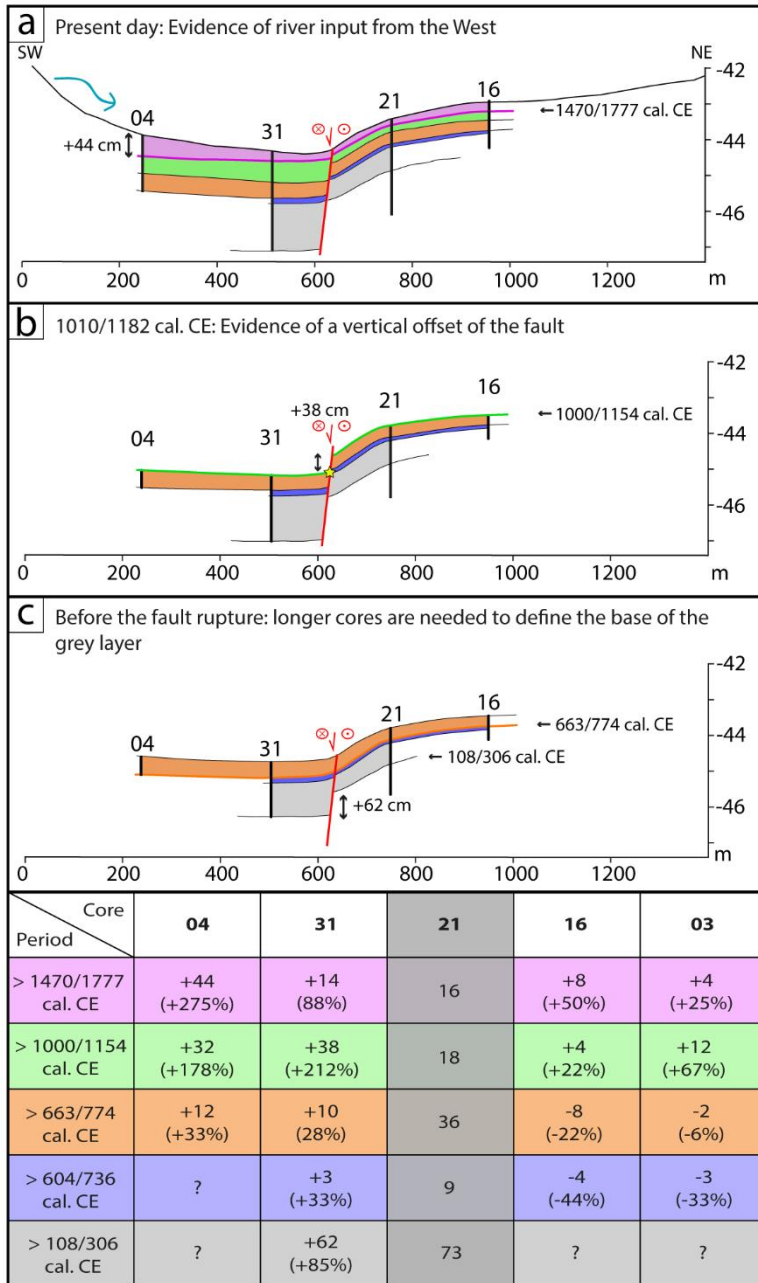 a Present day: Evidence of river input from the West
SW NE
04 31 21 16
+44 cm
← 1470/1777 cal. CE
-42
-44
-46
0 200 400 600 800 1000 1200 m
b 1010/1182 cal. CE: Evidence of a vertical offset of the fault
04 31 21 16
+38 cm
← 1000/1154 cal. CE
-42
-44
-46
0 200 400 600 800 1000 1200 m
c Before the fault rupture: longer cores are needed to define the base of the
grey layer
04 31 21 16
← 663/774 cal. CE
← 108/306 cal. CE
+62 cm
-42
-44
-46
m
0 200 400 600 800 1000 1200
Core
Period
04 31 21 16 03
> 1470/1777
cal. CE
+44
(+275%)
+14
(88%)
16
+8
(+50%)
+4
(+25%)
> 1000/1154
cal. CE
+32
(+178%)
+38
(+212%)
18
+4
(+22%)
+12
(+67%)
> 663/774
cal. CE
+12
(+33%)
+10
(28%)
36
-8
(-22%)
-2
(-6%)
> 604/736
cal. CE
?
+3
(+33%)
9
-4
(-44%)
-3
(-33%)
> 108/306
cal. CE
?
+62
(+85%)
73
?
?